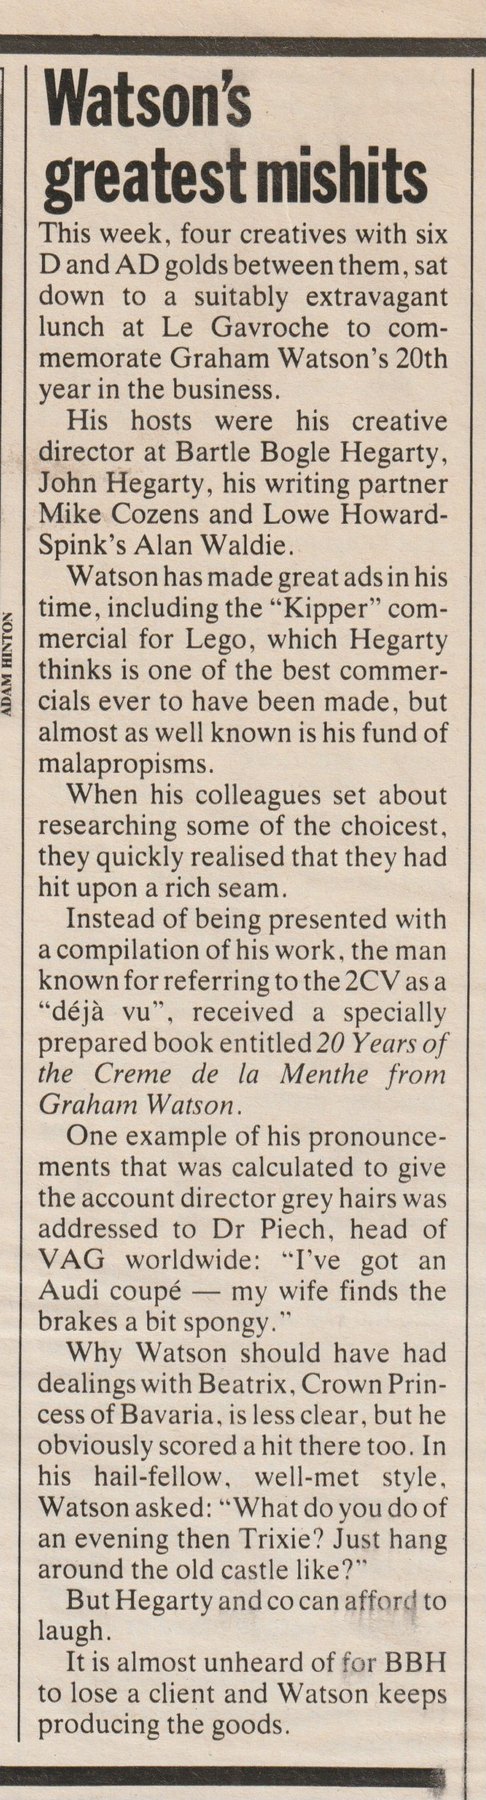 Watson's
greatest mishits
This week, four creatives with six
D and AD golds between them, sat
down to a suitably extravagant
lunch at Le Gavroche to com-
memorate Graham Watson's 20th
year in the business.
His hosts were his creative
director at Bartle Bogle Hegarty,
John Hegarty, his writing partner
Mike Cozens and Lowe Howard-
Spink's Alan Waldie.
Watson has made great ads in his
time, including the “Kipper” com-
mercial for Lego, which Hegarty
thinks is one of the best commer-
cials ever to have been made, but
almost as well known is his fund of
malapropisms.
When his colleagues set about
researching some of the choicest,
they quickly realised that they had
hit upon a rich seam.
Instead of being presented with
a compilation of his work, the man
known for referring to the 2CV as a
“déjà vu”, received a specially
prepared book entitled 20 Years of
the Creme de la Menthe from
Graham Watson.
One example of his pronounce-
ments that was calculated to give
the account director grey hairs was
addressed to Dr Piech, head of
VAG worldwide: “I've got an
Audi coupé — my wife finds the
brakes a bit spongy.”
Why Watson should have had
dealings with Beatrix, Crown Prin-
cess of Bavaria, is less clear, but he
obviously scored a hit there too. In
his hail-fellow, well-met style,
Watson asked: “What do you do of
an evening then Trixie? Just hang
around the old castle like?”
But Hegarty and co can afford to
laugh.
It is almost unheard of for BBH
to lose a client and Watson keeps
producing the goods.
ADAM HINTON